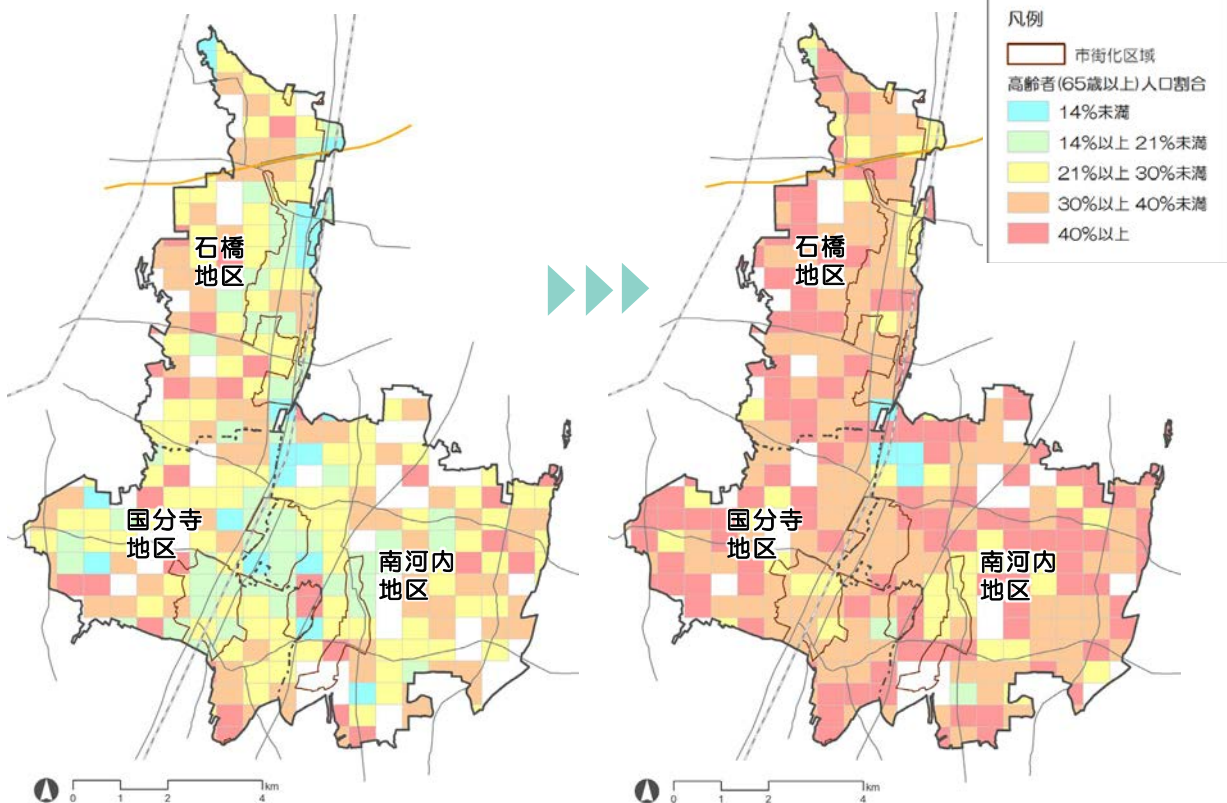 石橋
地区
国分寺
地区
南河内
地区
0 1 2 4 km
石橋
地区
国分寺
地区
南河内
地区
0 1 2 4 km
凡例
市街化区域
高齢者(65歳以上)人口割合
14%未満
14%以上 21%未満
21%以上 30%未満
30%以上 40%未満
40%以上